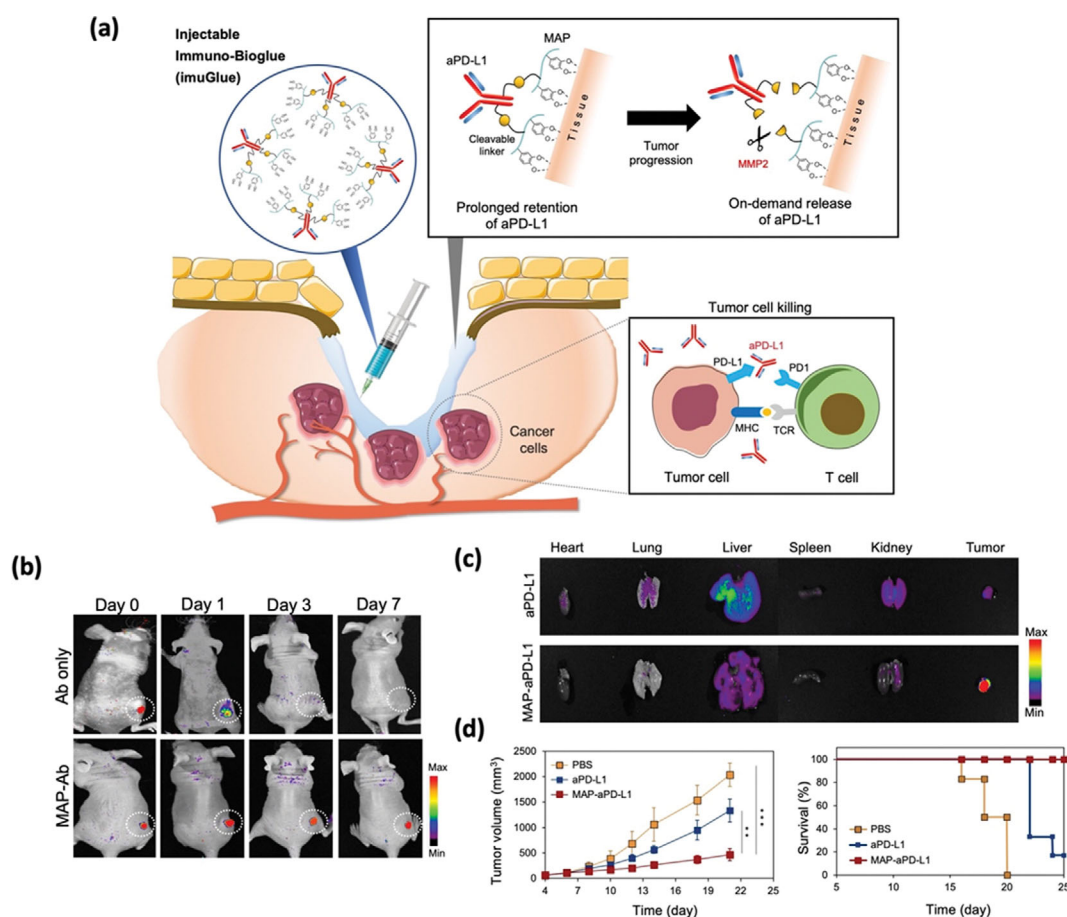 (a)
Injectable
Immuno-Bioglue
(imuGlue)
aPD-L1
MAP
Cleavable
linker
Tissue
Prolonged retention
of aPD-L1
Tumor
progression
MMP2
Tissue
On-demand release
of aPD-L1
Cancer
cells
Tumor cell killing
aPD-L1
PD-L1
PD1
MHC
TCR
Tumor cell
T cell
(b)
Day 0 Day 1 Day 3 Day 7
Ab only
MAP-Ab
Max
Min
(c)
Heart Lung Liver Spleen Kidney Tumor
aPD-L1
MAP-aPD-L1
Max
Min
(d)
Tumor volume (mm³)
2500
2000
1500
1000
500
0
PBS
aPD-L1
MAP-aPD-L1
**
***
4 6 8 10 12 14 16 18 20 22 24
Time (day)
Survival (%)
100
80
60
40
20
0
PBS
aPD-L1
MAP-aPD-L1
5 10 15 20 25
Time (day)